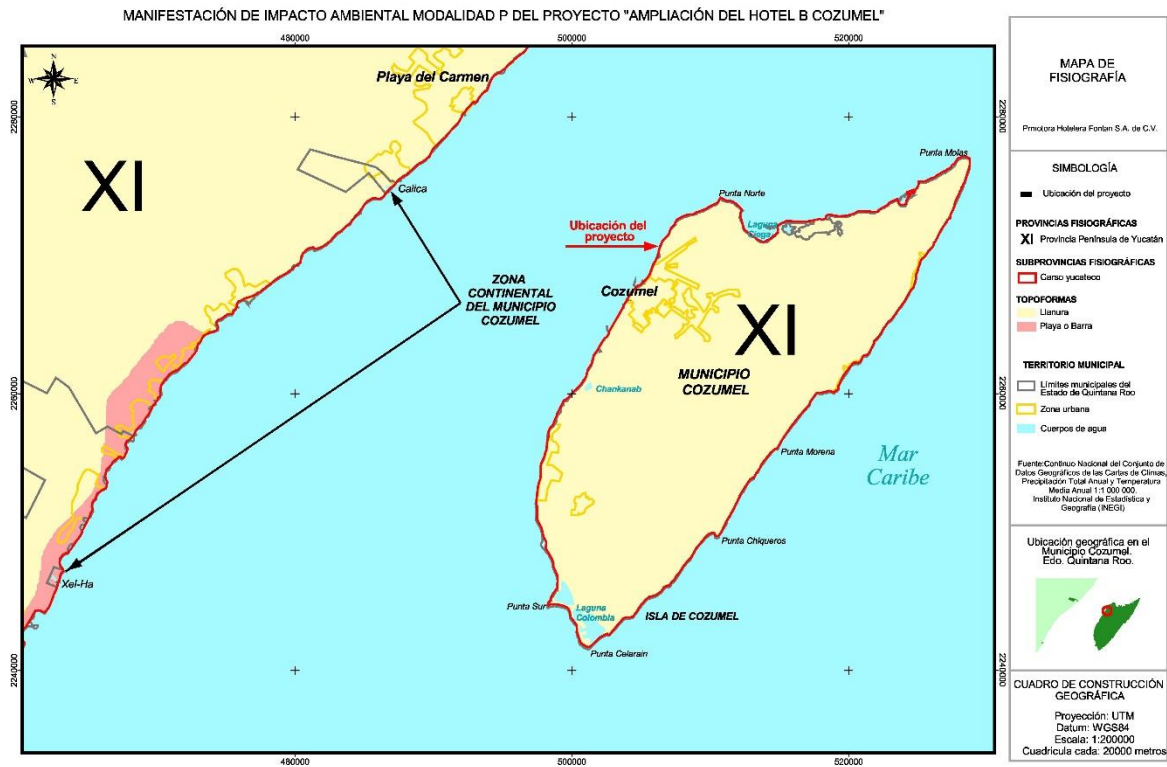 MANIFESTACIÓN DE IMPACTO AMBIENTAL MODALIDAD P DEL PROYECTO "AMPLIACIÓN DEL HOTEL B COZUMEL"
480000
500000
520000
N
W
E
S
Playa del Carmen
2280000
2280000
XI
Calica
Punta Molas
Punta Norte
Laguna
Ciega
Ubicación del
proyecto
ZONA
CONTINENTAL
DEL MUNICIPIO
COZUMEL
Cozumel
XI
MUNICIPIO
COZUMEL
2260000
2260000
Chankanab
Mar
Caribe
Punta Morena
Punta Chiqueros
Xel-Ha
Punta Sur
Laguna
Colombia
ISLA DE COZUMEL
Punta Celarain
2240000
2240000
480000
500000
520000
MAPA DE
FISIOGRAFÍA
Promotora Hotelera Fontan S.A. de C.V.
SIMBOLOGÍA
Ubicación del proyecto
PROVINCIAS FISIOGRÁFICAS
XI Provincia Península de Yucatán
SUBPROVINCIAS FISIOGRÁFICAS
Carso yucateco
TOPOFORMAS
Llanura
Playa o Barra
TERRITORIO MUNICIPAL
Límites municipales del
Estado de Quintana Roo
Zona urbana
Cuerpos de agua
Fuente:Continuo Nacional del Conjunto de
Datos Geográficos de las Cartas de Climas,
Precipitación Total Anual y Temperatura
Media Anual 1:1 000 000.
Instituto Nacional de Estadística y
Geografía (INEGI)
Ubicación geográfica en el
Municipio Cozumel.
Edo. Quintana Roo.
CUADRO DE CONSTRUCCIÓN
GEOGRÁFICA
Proyección: UTM
Datum: WGS84
Escala: 1:200000
Cuadricula cada: 20000 metros